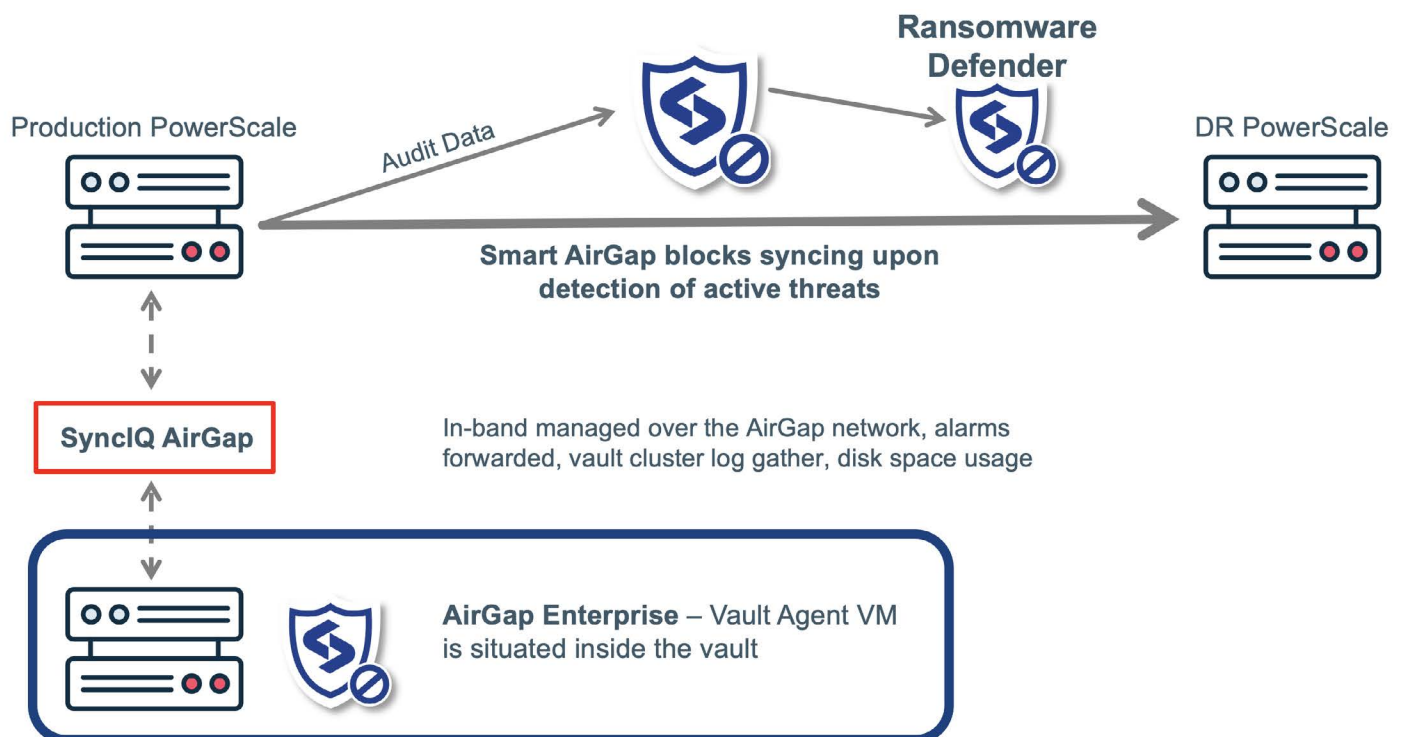 Ransomware
Defender
Production PowerScale
DR PowerScale
Audit Data
Smart AirGap blocks syncing upon
detection of active threats
SyncIQ AirGap
In-band managed over the AirGap network, alarms
forwarded, vault cluster log gather, disk space usage
AirGap Enterprise – Vault Agent VM
is situated inside the vault